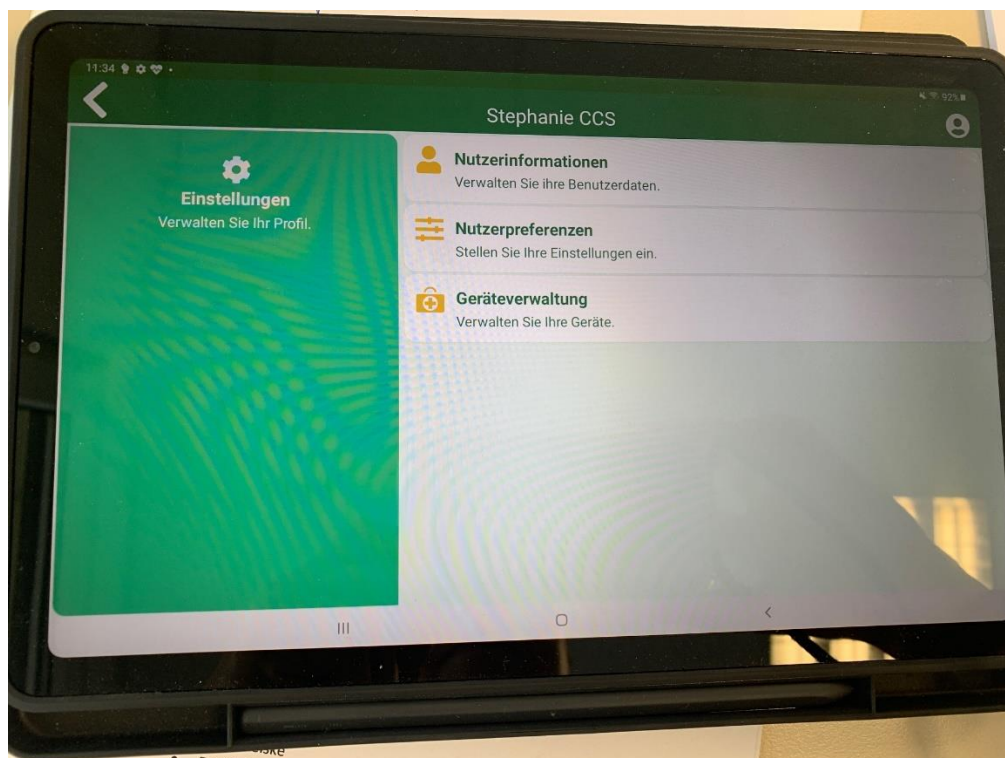 11:34
92%
Stephanie CCS
Einstellungen
Verwalten Sie Ihr Profil.
Nutzerinformationen
Verwalten Sie ihre Benutzerdaten.
Nutzerpreferenzen
Stellen Sie Ihre Einstellungen ein.
Geräteverwaltung
Verwalten Sie Ihre Geräte.